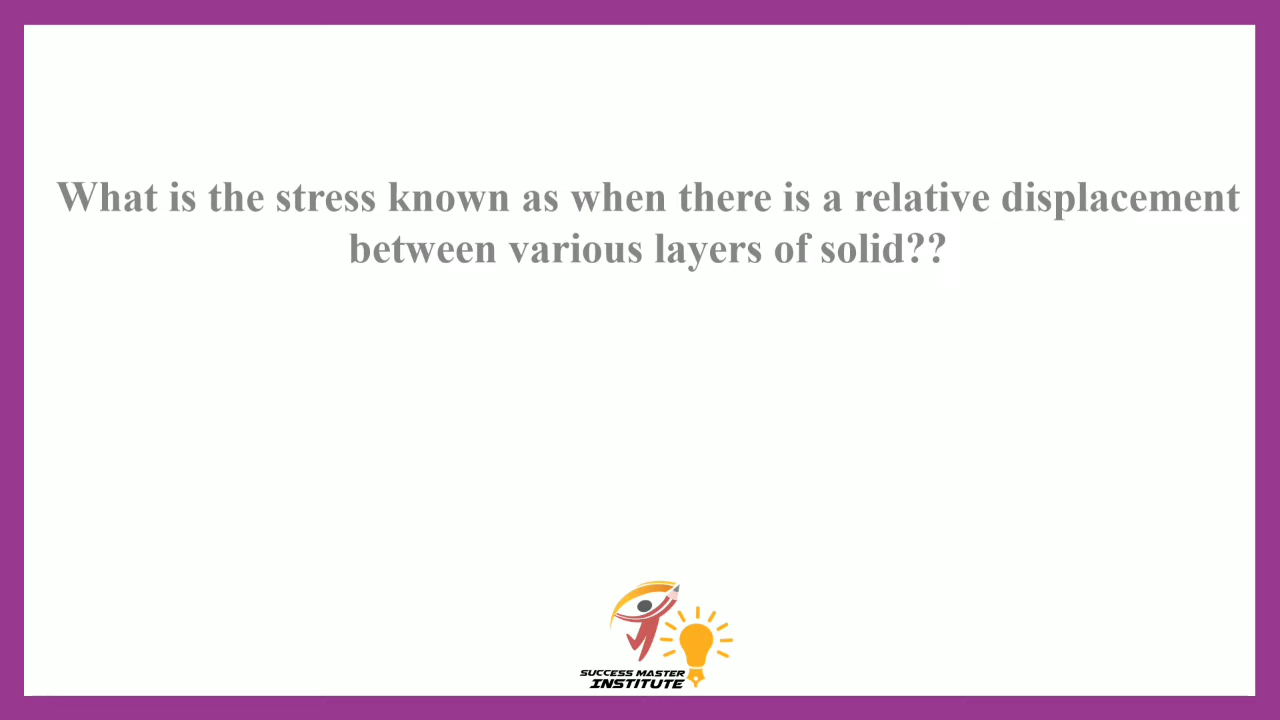 What is the stress known as when there is a relative displacement
between various layers of solid??
SUCCESS MASTER
INSTITUTE